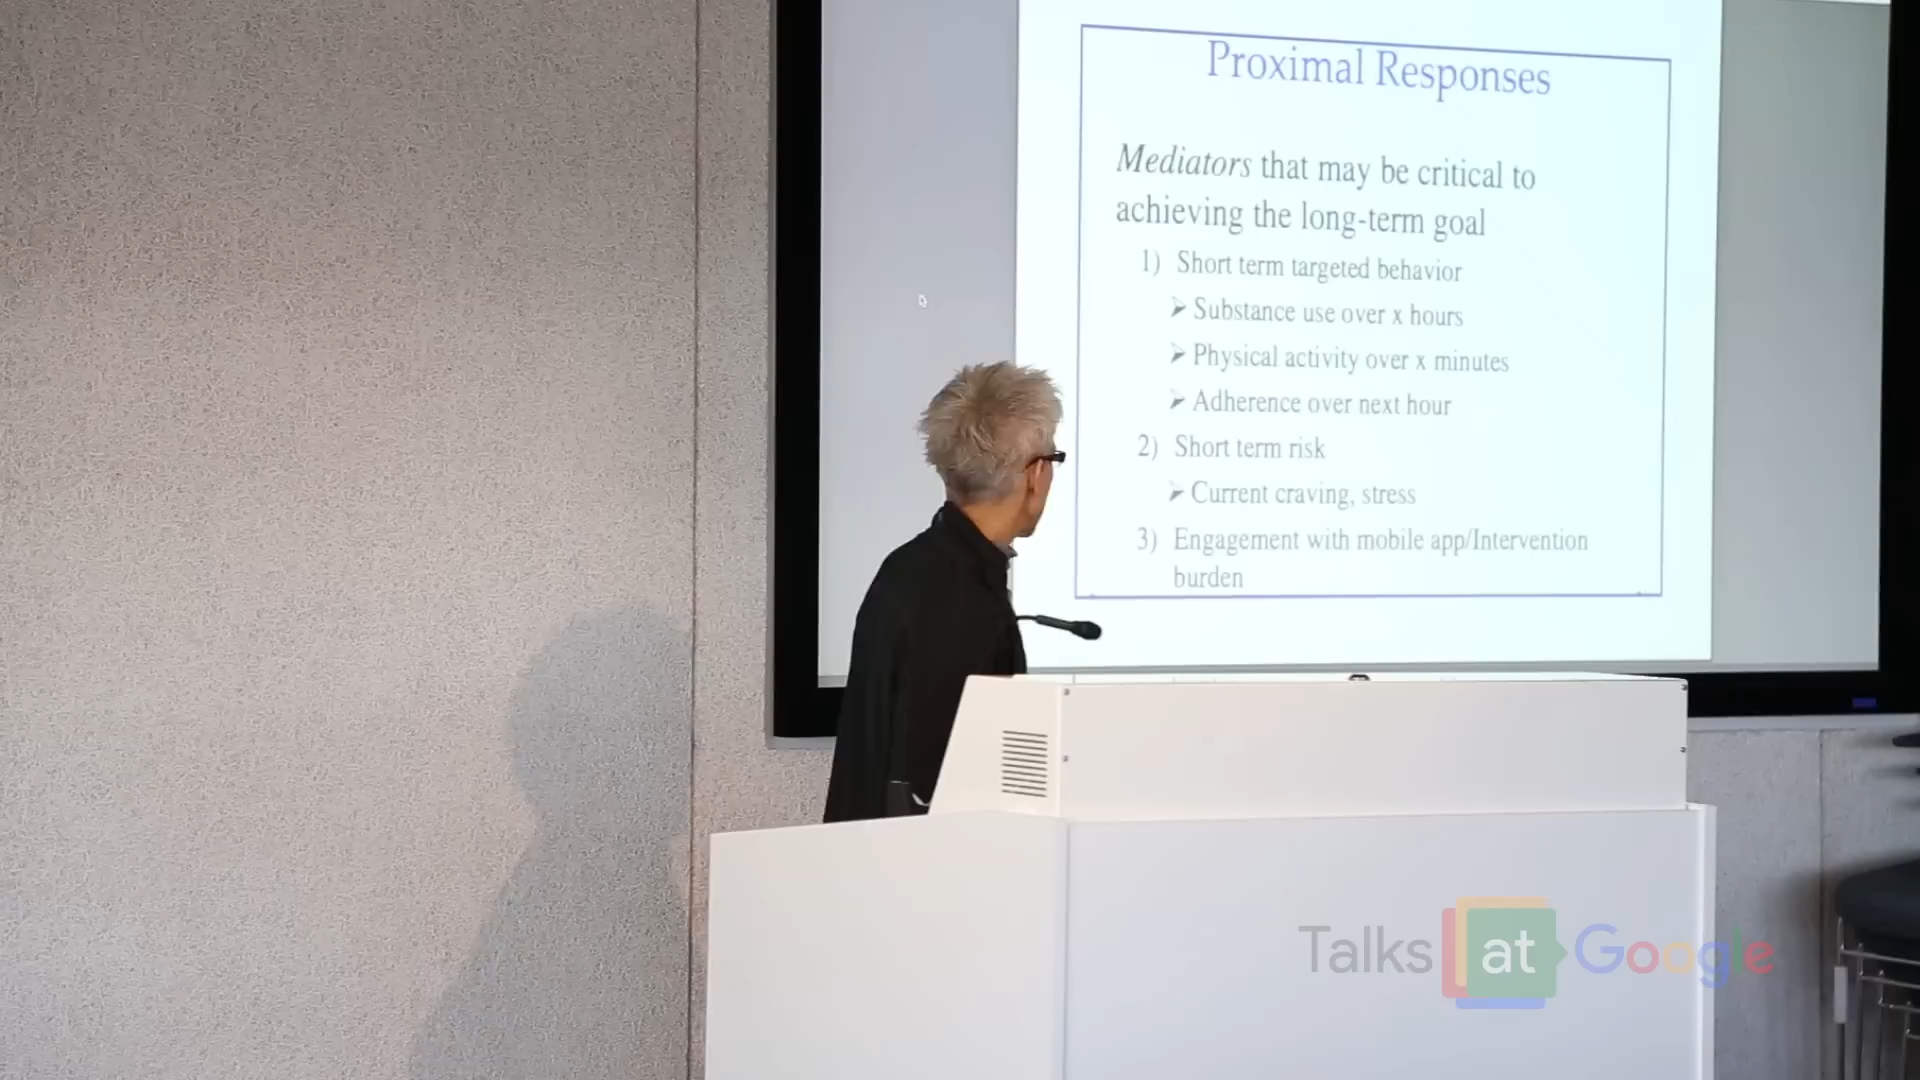 Proximal Responses
Mediators that may be critical to
achieving the long-term goal
1) Short term targeted behavior
➢ Substance use over x hours
➢ Physical activity over x minutes
➢ Adherence over next hour
2) Short term risk
➢ Current craving, stress
3) Engagement with mobile app/Intervention
burden
Talks at Google